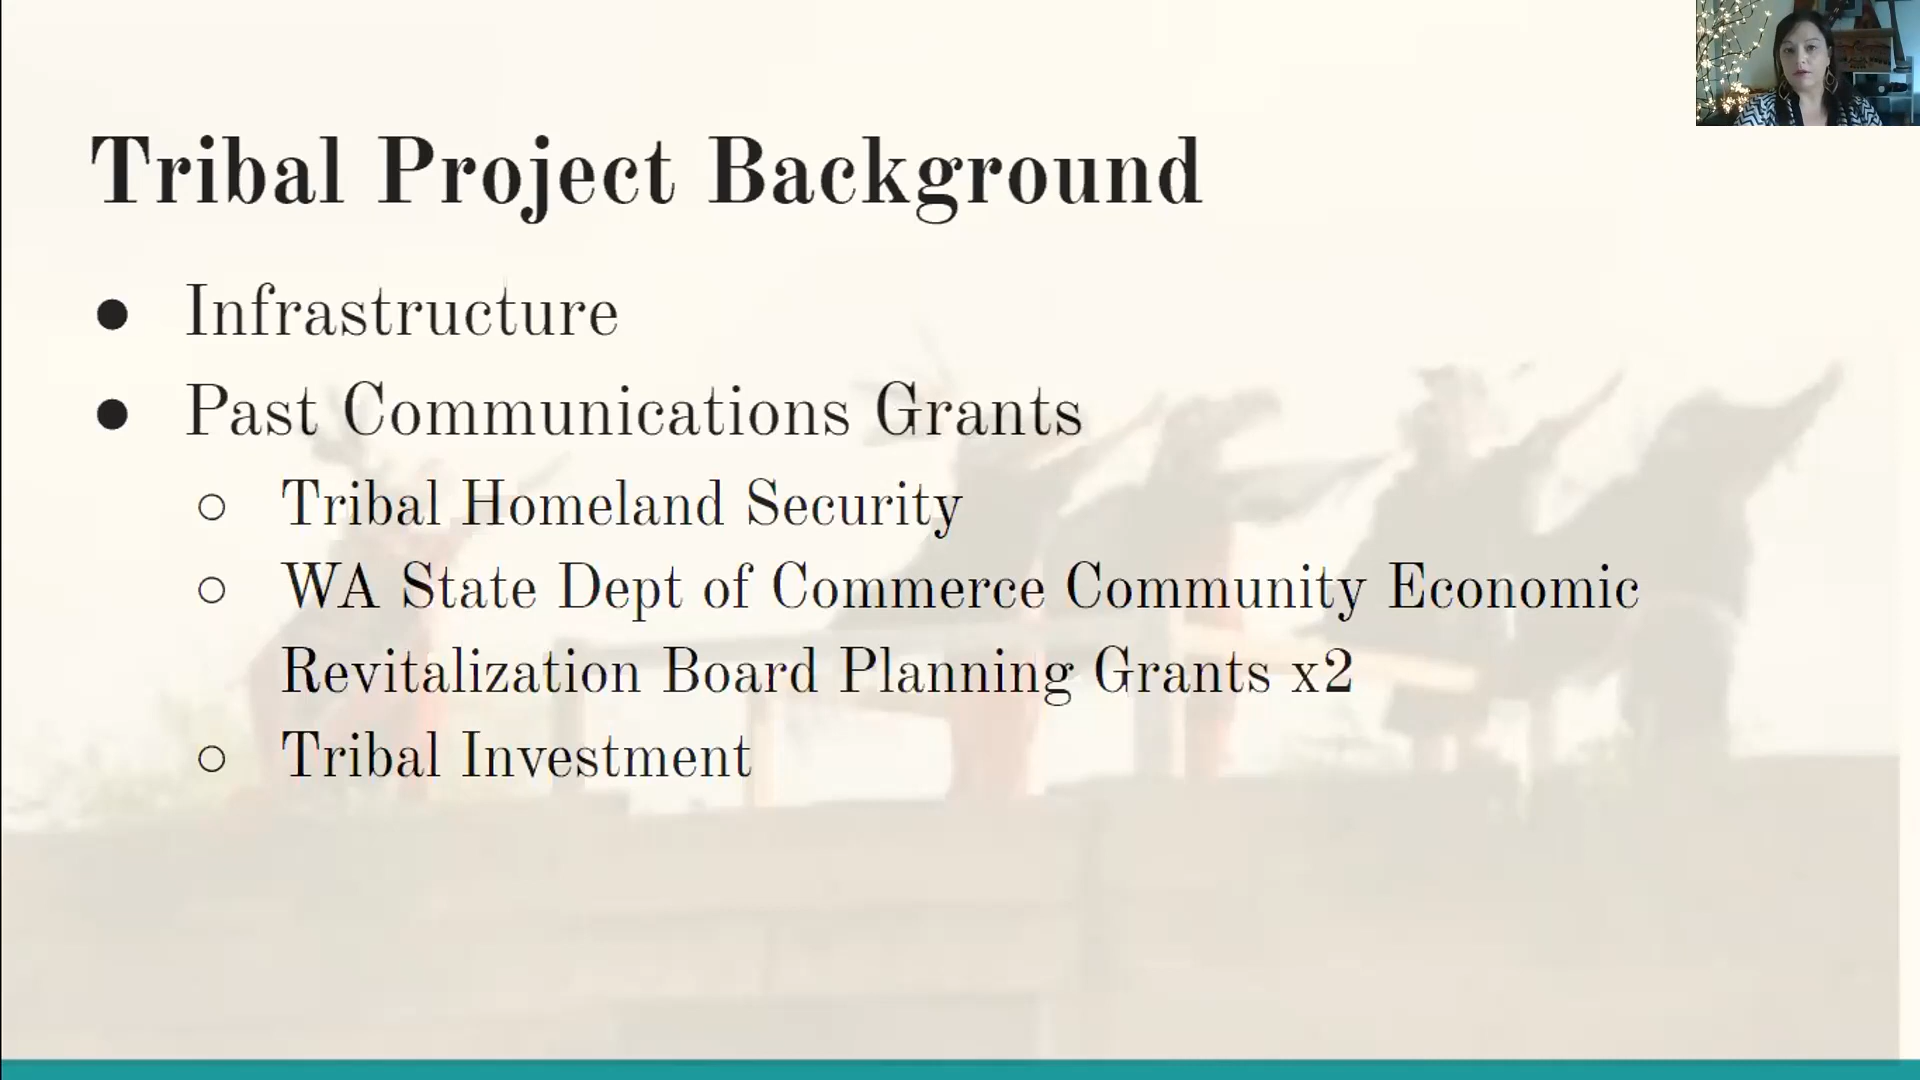 Tribal Project Background
● Infrastructure
● Past Communications Grants
○ Tribal Homeland Security
○ WA State Dept of Commerce Community Economic
Revitalization Board Planning Grants x2
○ Tribal Investment